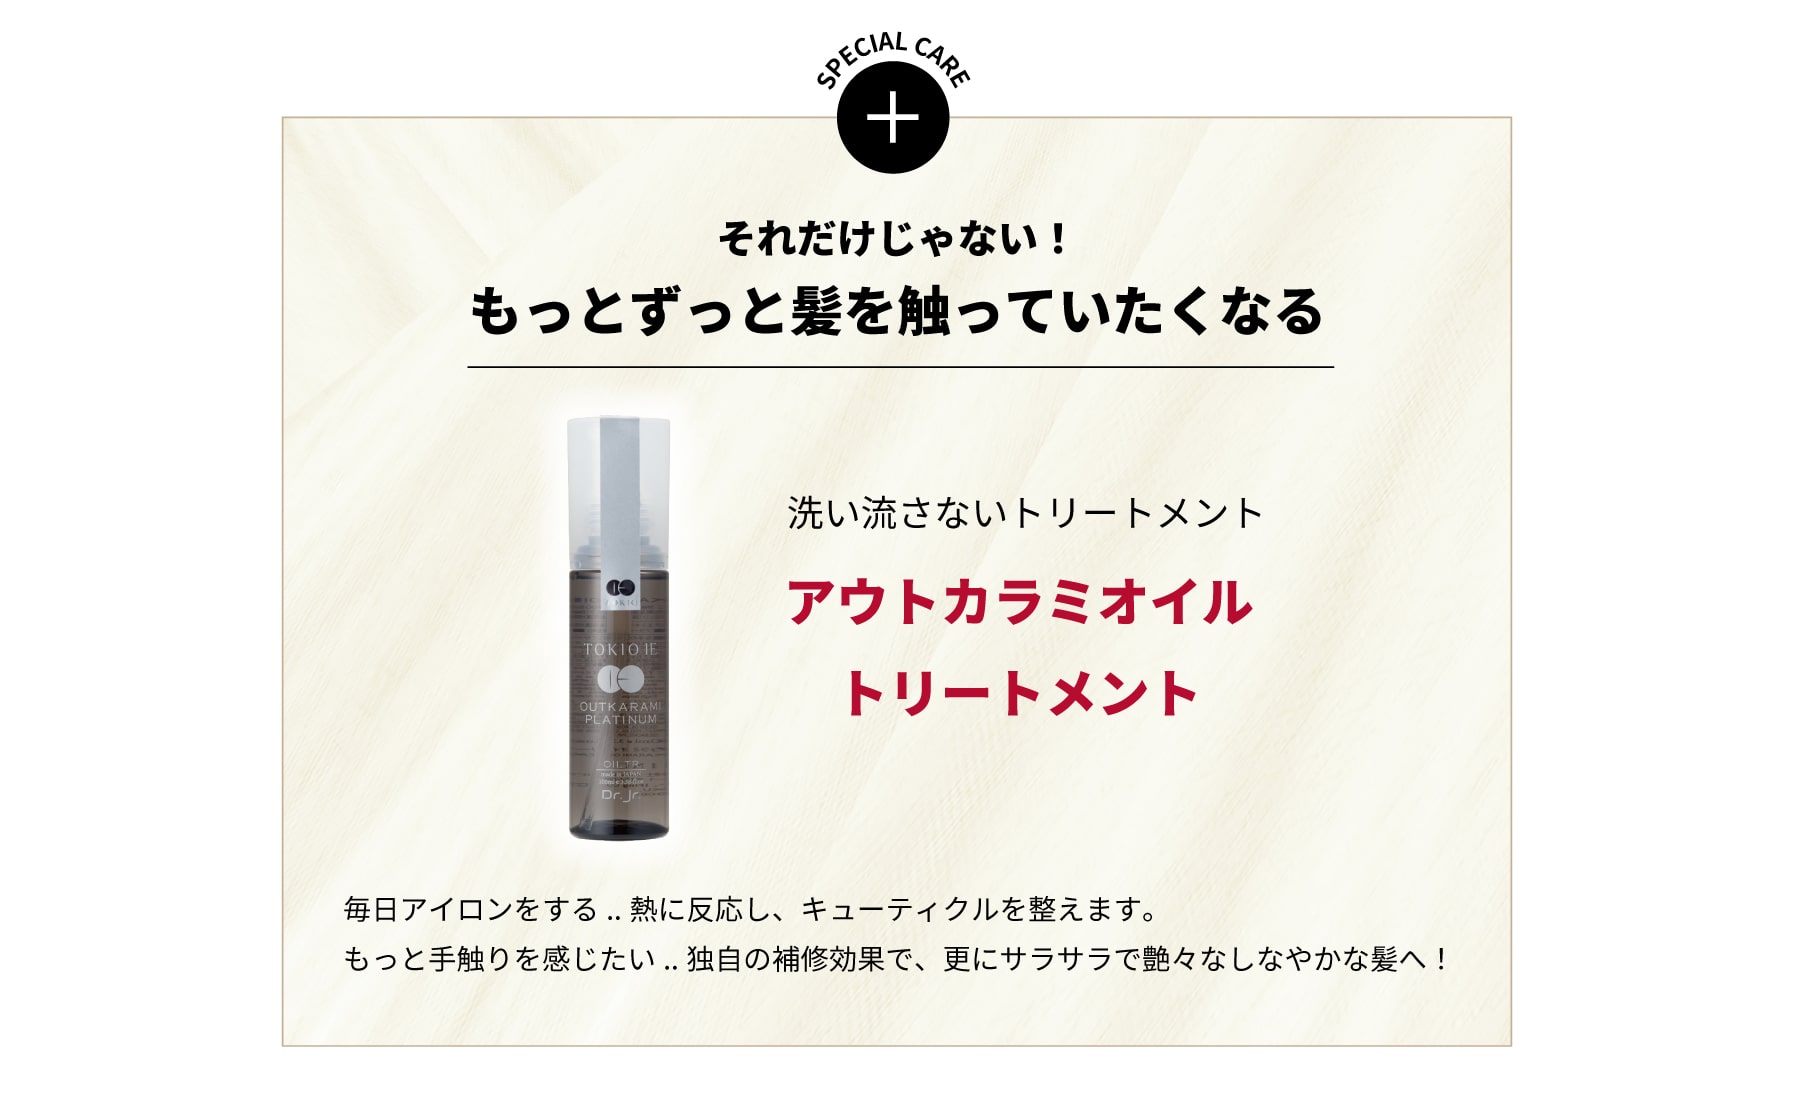 SPECIAL CARE
それだけじゃない！
もっとずっと髪を触っていたくなる
洗い流さないトリートメント
アウトカラミオイル
トリートメント
TOKIO
TOKIO IE
OUTKARAMI
PLATINUM
OIL TR
made in JAPAN
Dr. Jr.
毎日アイロンをする .. 熱に反応し、キューティクルを整えます。
もっと手触りを感じたい .. 独自の補修効果で、更にサラサラで艶々なしなやかな髪へ！